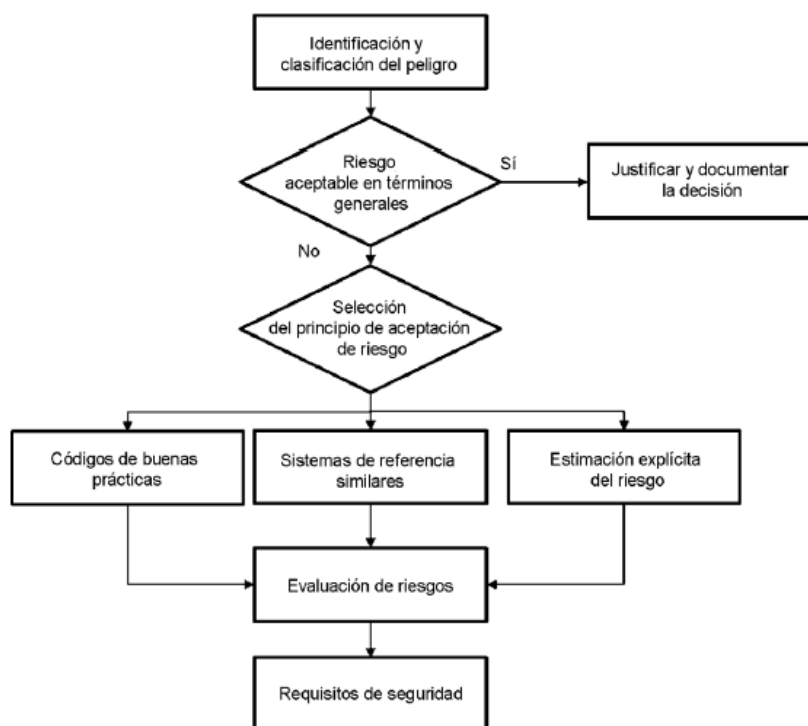 Identificación y
clasificación del peligro
Riesgo
aceptable en términos
generales
Sí
Justificar y documentar
la decisión
No
Selección
del principio de aceptación
de riesgo
Códigos de buenas
prácticas
Sistemas de referencia
similares
Estimación explícita
del riesgo
Evaluación de riesgos
Requisitos de seguridad